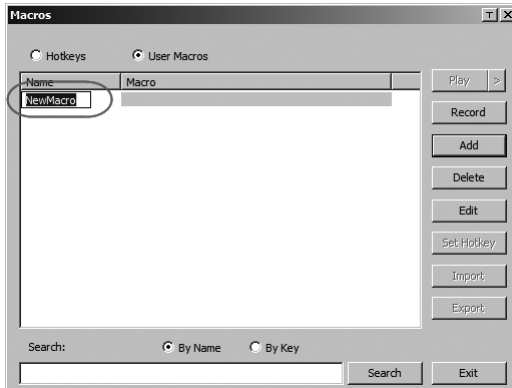 Macros
Hotkeys User Macros
Name Macro
NewMacro
Play >
Record
Add
Delete
Edit
Set Hotkey
Import
Export
Search: By Name By Key
Search Exit